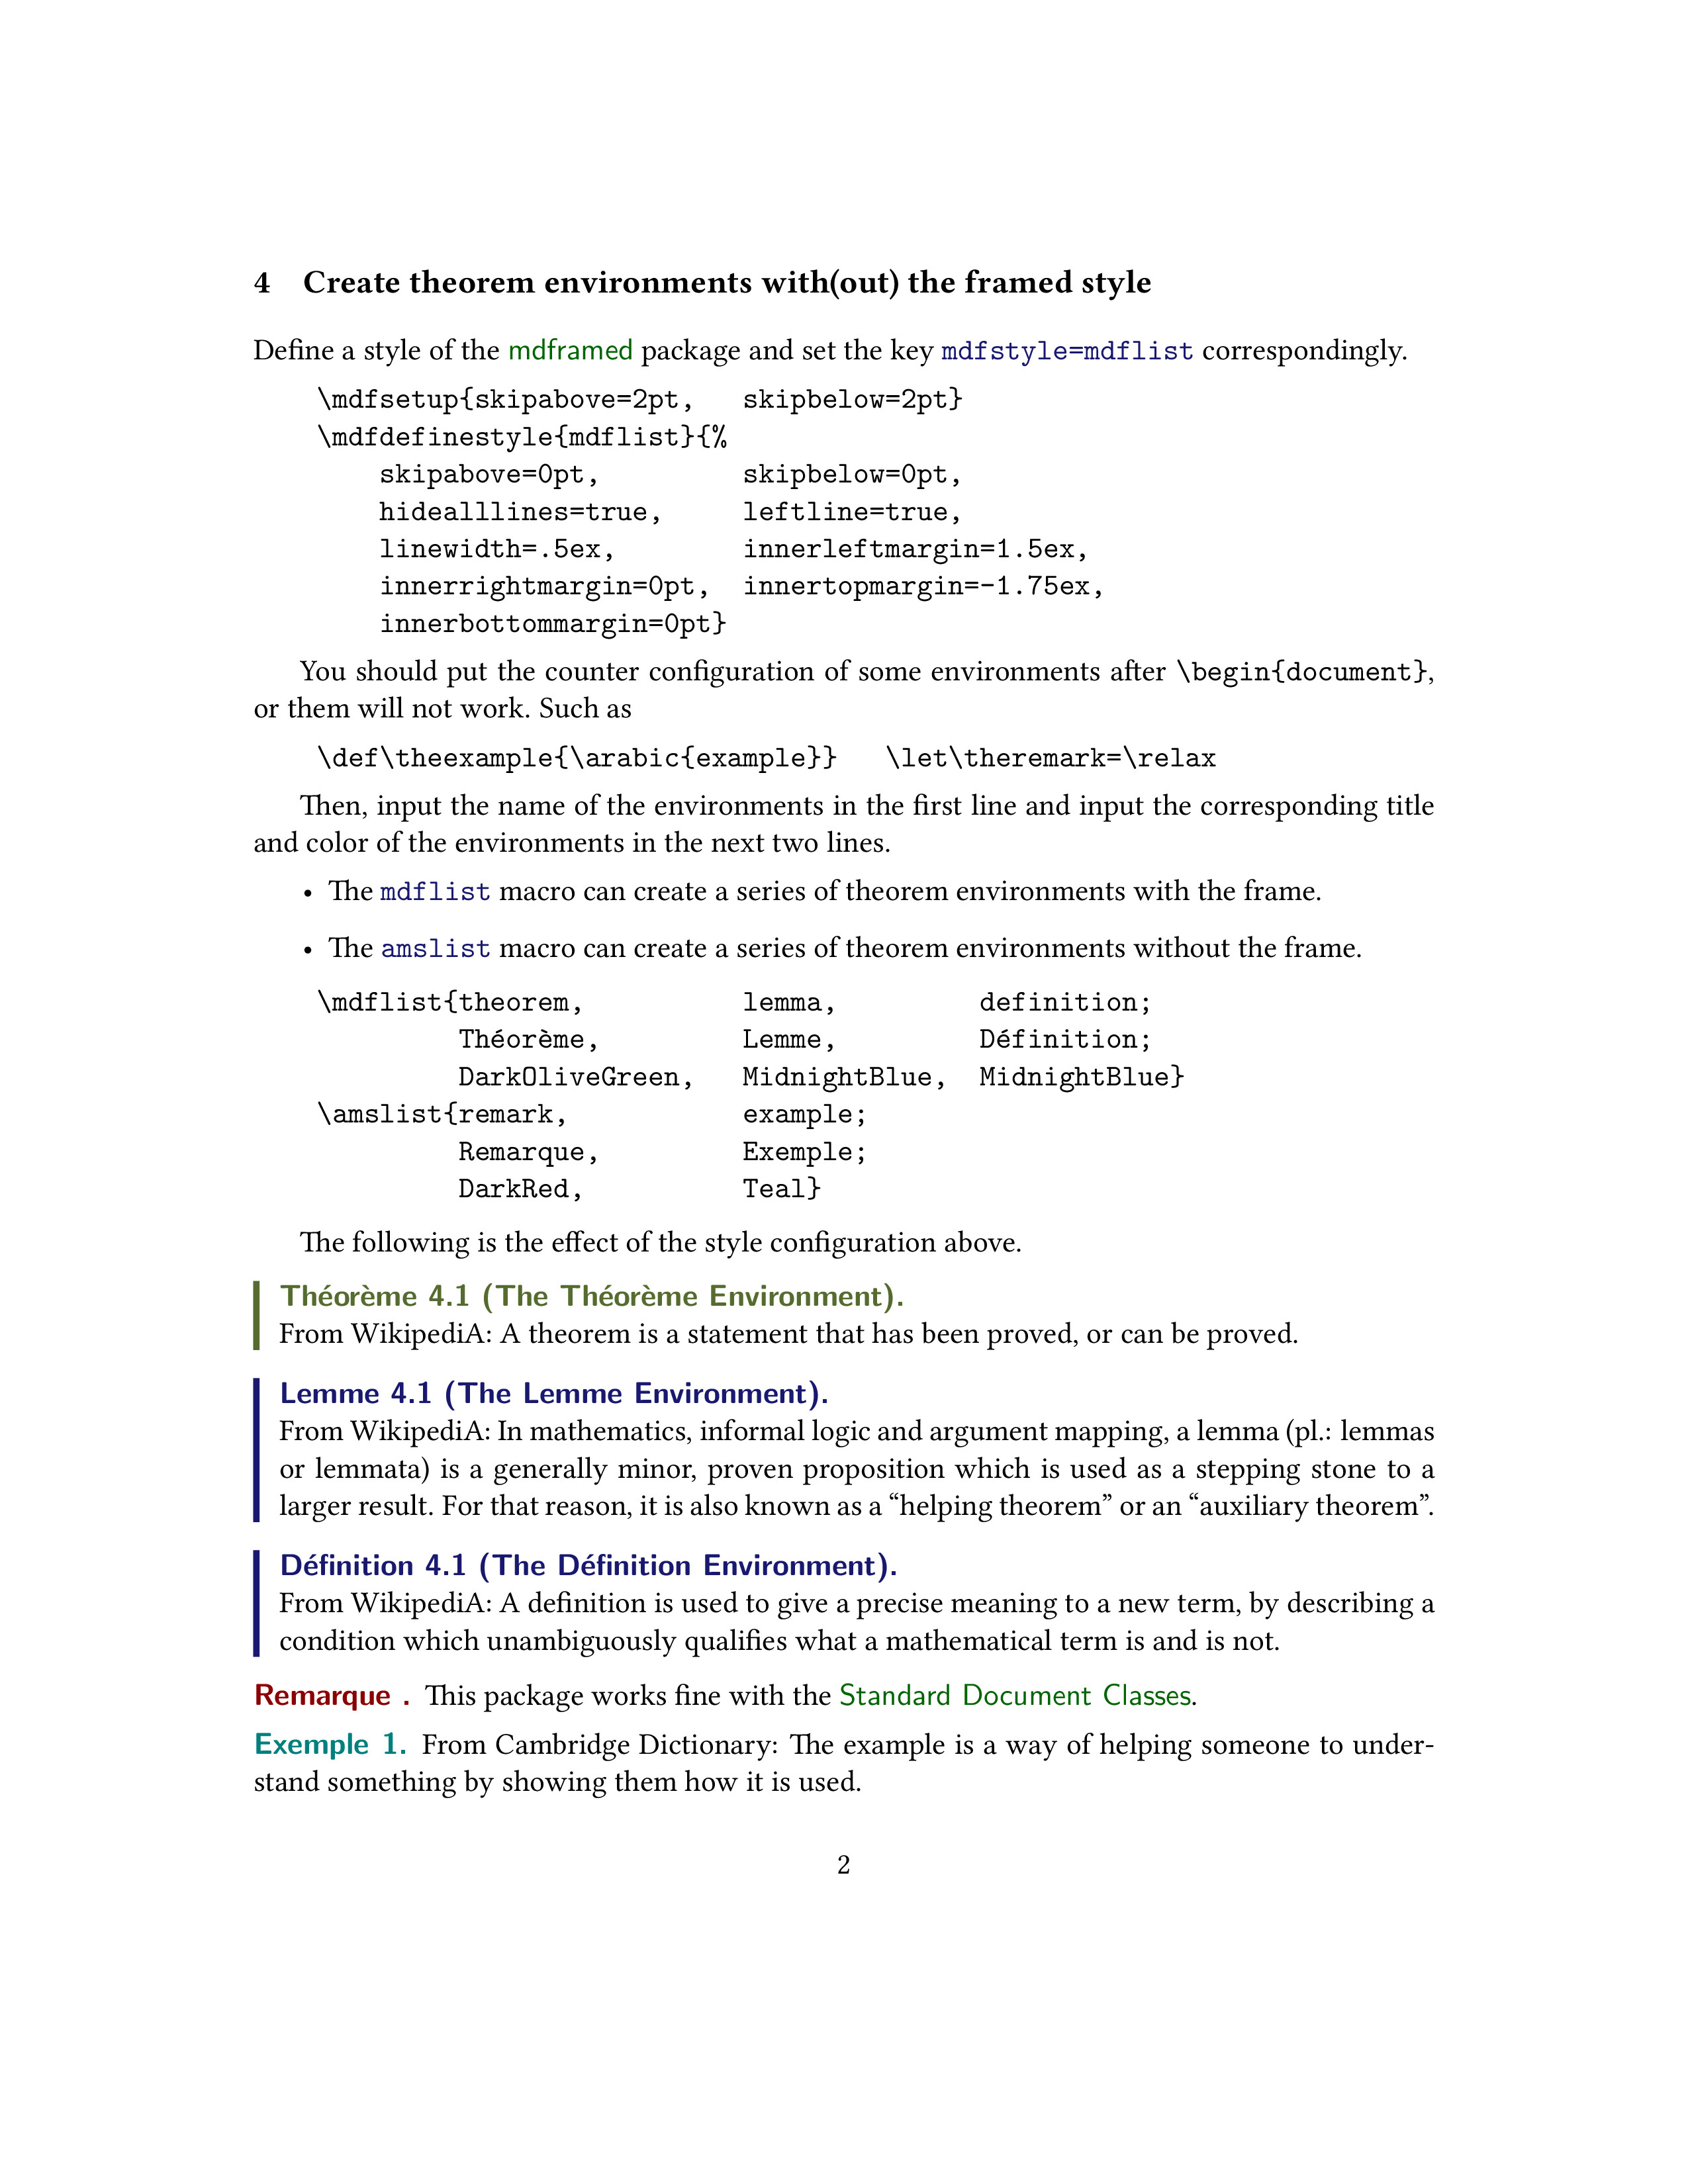 4 Create theorem environments with(out) the framed style
Define a style of the mdframed package and set the key mdfstyle=mdflist correspondingly.
\mdfsetup{skipabove=2pt, skipbelow=2pt}
\mdfdefinestyle{mdflist}{%
skipabove=0pt, skipbelow=0pt,
hidealllines=true, leftline=true,
linewidth=.5ex, innerleftmargin=1.5ex,
innerrightmargin=0pt, innertopmargin=-1.75ex,
innerbottommargin=0pt}
You should put the counter configuration of some environments after \begin{document},
or them will not work. Such as
\def\theexample{\arabic{example}} \let\theremark=\relax
Then, input the name of the environments in the first line and input the corresponding title
and color of the environments in the next two lines.
• The mdflist macro can create a series of theorem environments with the frame.
• The amslist macro can create a series of theorem environments without the frame.
\mdflist{theorem, lemma, definition;
Théorème, Lemme, Définition;
DarkOliveGreen, MidnightBlue, MidnightBlue}
\amslist{remark, example;
Remarque, Exemple;
DarkRed, Teal}
The following is the effect of the style configuration above.
Théorème 4.1 (The Théorème Environment).
From WikipediA: A theorem is a statement that has been proved, or can be proved.
Lemme 4.1 (The Lemme Environment).
From WikipediA: In mathematics, informal logic and argument mapping, a lemma (pl.: lemmas
or lemmata) is a generally minor, proven proposition which is used as a stepping stone to a
larger result. For that reason, it is also known as a “helping theorem” or an “auxiliary theorem”.
Définition 4.1 (The Définition Environment).
From WikipediA: A definition is used to give a precise meaning to a new term, by describing a
condition which unambiguously qualifies what a mathematical term is and is not.
Remarque . This package works fine with the Standard Document Classes.
Exemple 1. From Cambridge Dictionary: The example is a way of helping someone to under-
stand something by showing them how it is used.
2